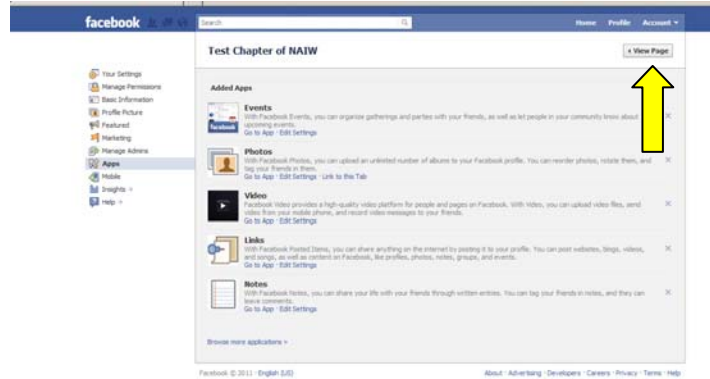 facebook
Search
Home Profile Account
Test Chapter of NAIW
View Page
Your Settings
Manage Permissions
Basic Information
Profile Picture
Featured
Marketing
Manage Admins
Apps
Mobile
Insights »
Help »
Added Apps
Events
With Facebook Events, you can organize gatherings and parties with your friends, as well as let people in your community know about
upcoming events.
Go to App · Edit Settings
Photos
With Facebook Photos, you can upload an unlimited number of albums to your Facebook profile. You can reorder photos, rotate them, and
tag your friends in them.
Go to App · Edit Settings · Link to this Tab
Video
Facebook Video provides a high-quality video platform for people and pages on Facebook. With Video, you can upload video files, send
video from your mobile phone, and record video messages to your friends.
Go to App · Edit Settings
Links
With Facebook Posted Items, you can share anything on the internet by posting it to your profile. You can post websites, blogs, videos,
and songs, as well as content on Facebook, like profiles, photos, notes, groups, and events.
Go to App · Edit Settings
Notes
With Facebook Notes, you can share your life with your friends through written entries. You can tag your friends in notes, and they can
leave comments.
Go to App · Edit Settings
Browse more applications »
Facebook © 2011 · English (US)
About · Advertising · Developers · Careers · Privacy · Terms · Help
facebook